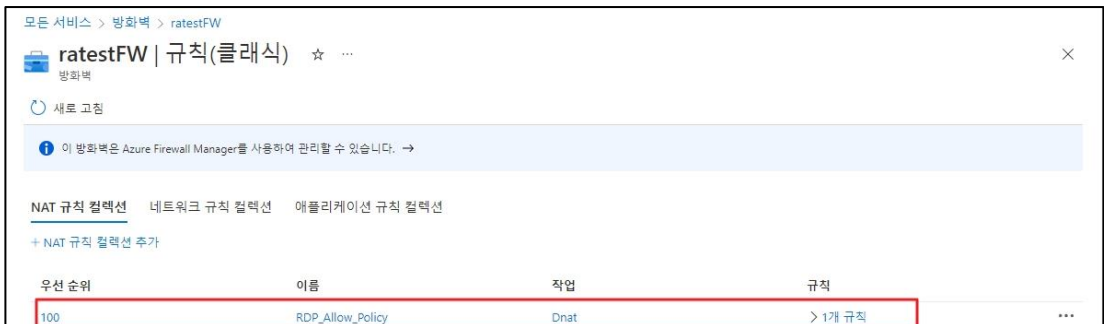 모든 서비스 > 방화벽 > ratestFW
ratestFW | 규칙(클래식) ☆ ...
방화벽
새로 고침
이 방화벽은 Azure Firewall Manager를 사용하여 관리할 수 있습니다. →
NAT 규칙 컬렉션 네트워크 규칙 컬렉션 애플리케이션 규칙 컬렉션
+ NAT 규칙 컬렉션 추가
우선 순위 이름 작업 규칙
100 RDP_Allow_Policy Dnat > 1개 규칙 ...